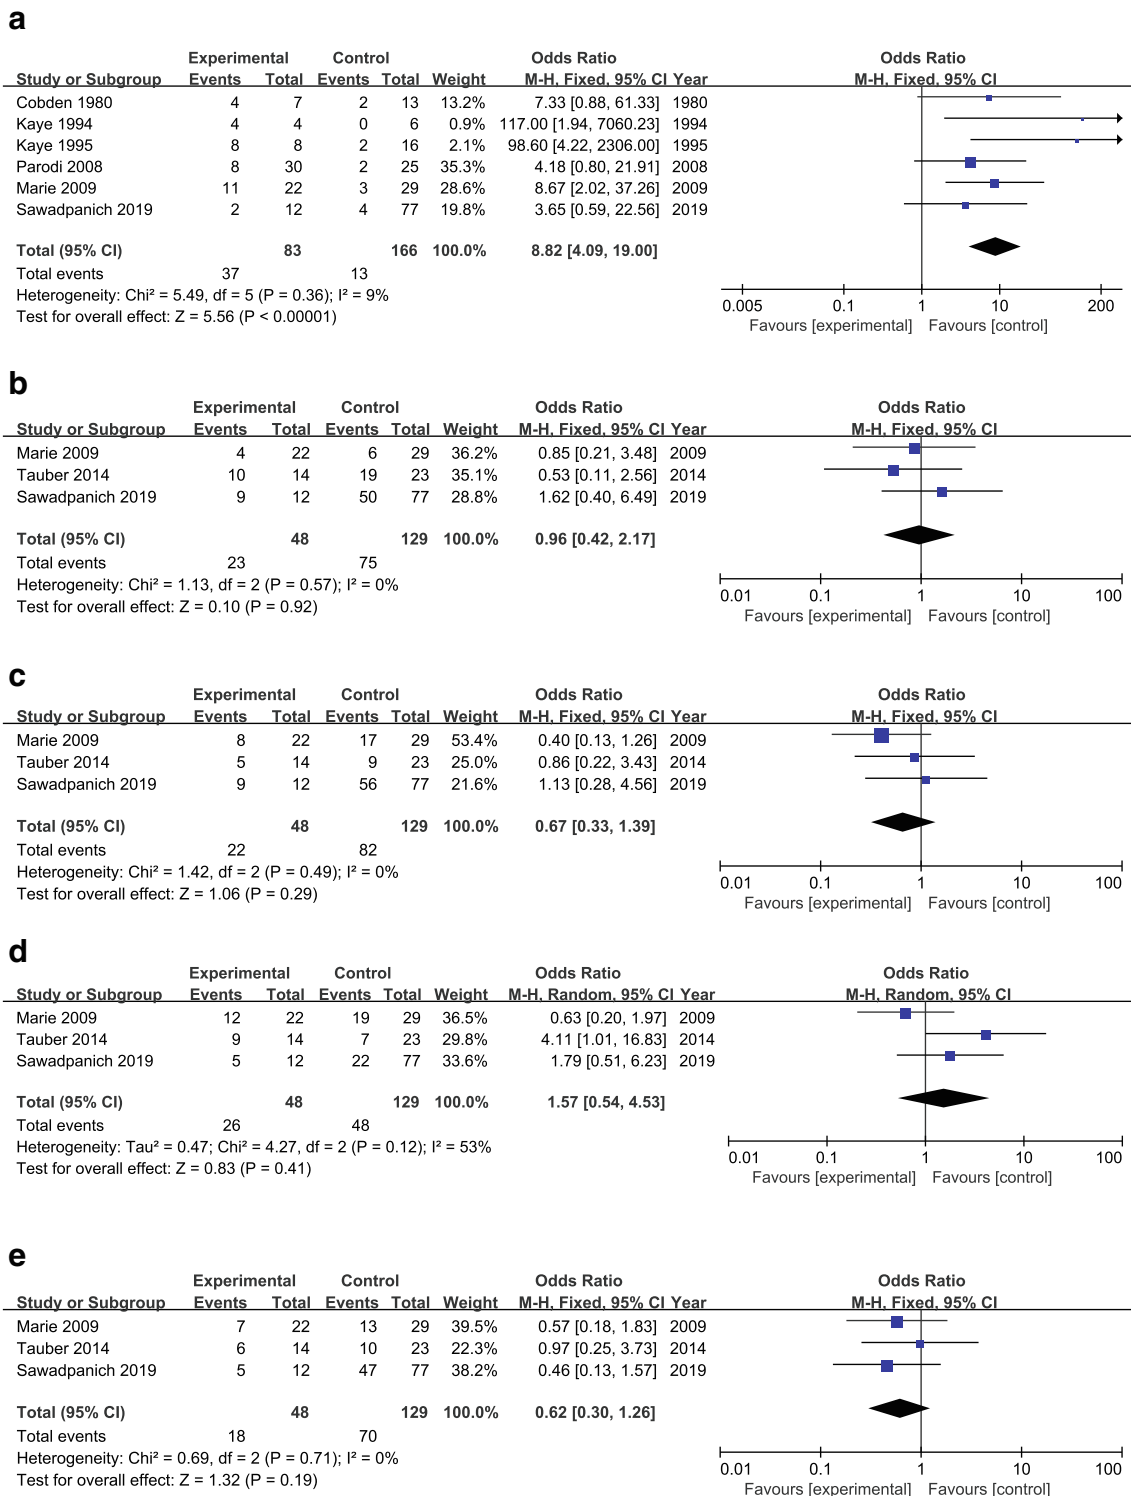 a
Experimental Control Odds Ratio Odds Ratio
Study or Subgroup Events Total Events Total Weight M-H, Fixed, 95% CI Year M-H, Fixed, 95% CI
Cobden 1980 4 7 2 13 13.2% 7.33 [0.88, 61.33] 1980
Kaye 1994 4 4 0 6 0.9% 117.00 [1.94, 7060.23] 1994
Kaye 1995 8 8 2 16 2.1% 98.60 [4.22, 2306.00] 1995
Parodi 2008 8 30 2 25 35.3% 4.18 [0.80, 21.91] 2008
Marie 2009 11 22 3 29 28.6% 8.67 [2.02, 37.26] 2009
Sawadpanich 2019 2 12 4 77 19.8% 3.65 [0.59, 22.56] 2019
Total (95% CI) 83 166 100.0% 8.82 [4.09, 19.00]
Total events 37 13
Heterogeneity: Chi² = 5.49, df = 5 (P = 0.36); I² = 9%
Test for overall effect: Z = 5.56 (P < 0.00001)
0.005 0.1 1 10 200
Favours [experimental] Favours [control]
b
Experimental Control Odds Ratio Odds Ratio
Study or Subgroup Events Total Events Total Weight M-H, Fixed, 95% CI Year M-H, Fixed, 95% CI
Marie 2009 4 22 6 29 36.2% 0.85 [0.21, 3.48] 2009
Tauber 2014 10 14 19 23 35.1% 0.53 [0.11, 2.56] 2014
Sawadpanich 2019 9 12 50 77 28.8% 1.62 [0.40, 6.49] 2019
Total (95% CI) 48 129 100.0% 0.96 [0.42, 2.17]
Total events 23 75
Heterogeneity: Chi² = 1.13, df = 2 (P = 0.57); I² = 0%
Test for overall effect: Z = 0.10 (P = 0.92)
0.01 0.1 1 10 100
Favours [experimental] Favours [control]
c
Experimental Control Odds Ratio Odds Ratio
Study or Subgroup Events Total Events Total Weight M-H, Fixed, 95% CI Year M-H, Fixed, 95% CI
Marie 2009 8 22 17 29 53.4% 0.40 [0.13, 1.26] 2009
Tauber 2014 5 14 9 23 25.0% 0.86 [0.22, 3.43] 2014
Sawadpanich 2019 9 12 56 77 21.6% 1.13 [0.28, 4.56] 2019
Total (95% CI) 48 129 100.0% 0.67 [0.33, 1.39]
Total events 22 82
Heterogeneity: Chi² = 1.42, df = 2 (P = 0.49); I² = 0%
Test for overall effect: Z = 1.06 (P = 0.29)
0.01 0.1 1 10 100
Favours [experimental] Favours [control]
d
Experimental Control Odds Ratio Odds Ratio
Study or Subgroup Events Total Events Total Weight M-H, Random, 95% CI Year M-H, Random, 95% CI
Marie 2009 12 22 19 29 36.5% 0.63 [0.20, 1.97] 2009
Tauber 2014 9 14 7 23 29.8% 4.11 [1.01, 16.83] 2014
Sawadpanich 2019 5 12 22 77 33.6% 1.79 [0.51, 6.23] 2019
Total (95% CI) 48 129 100.0% 1.57 [0.54, 4.53]
Total events 26 48
Heterogeneity: Tau² = 0.47; Chi² = 4.27, df = 2 (P = 0.12); I² = 53%
Test for overall effect: Z = 0.83 (P = 0.41)
0.01 0.1 1 10 100
Favours [experimental] Favours [control]
e
Experimental Control Odds Ratio Odds Ratio
Study or Subgroup Events Total Events Total Weight M-H, Fixed, 95% CI Year M-H, Fixed, 95% CI
Marie 2009 7 22 13 29 39.5% 0.57 [0.18, 1.83] 2009
Tauber 2014 6 14 10 23 22.3% 0.97 [0.25, 3.73] 2014
Sawadpanich 2019 5 12 47 77 38.2% 0.46 [0.13, 1.57] 2019
Total (95% CI) 48 129 100.0% 0.62 [0.30, 1.26]
Total events 18 70
Heterogeneity: Chi² = 0.69, df = 2 (P = 0.71); I² = 0%
Test for overall effect: Z = 1.32 (P = 0.19)
0.01 0.1 1 10 100
Favours [experimental] Favours [control]